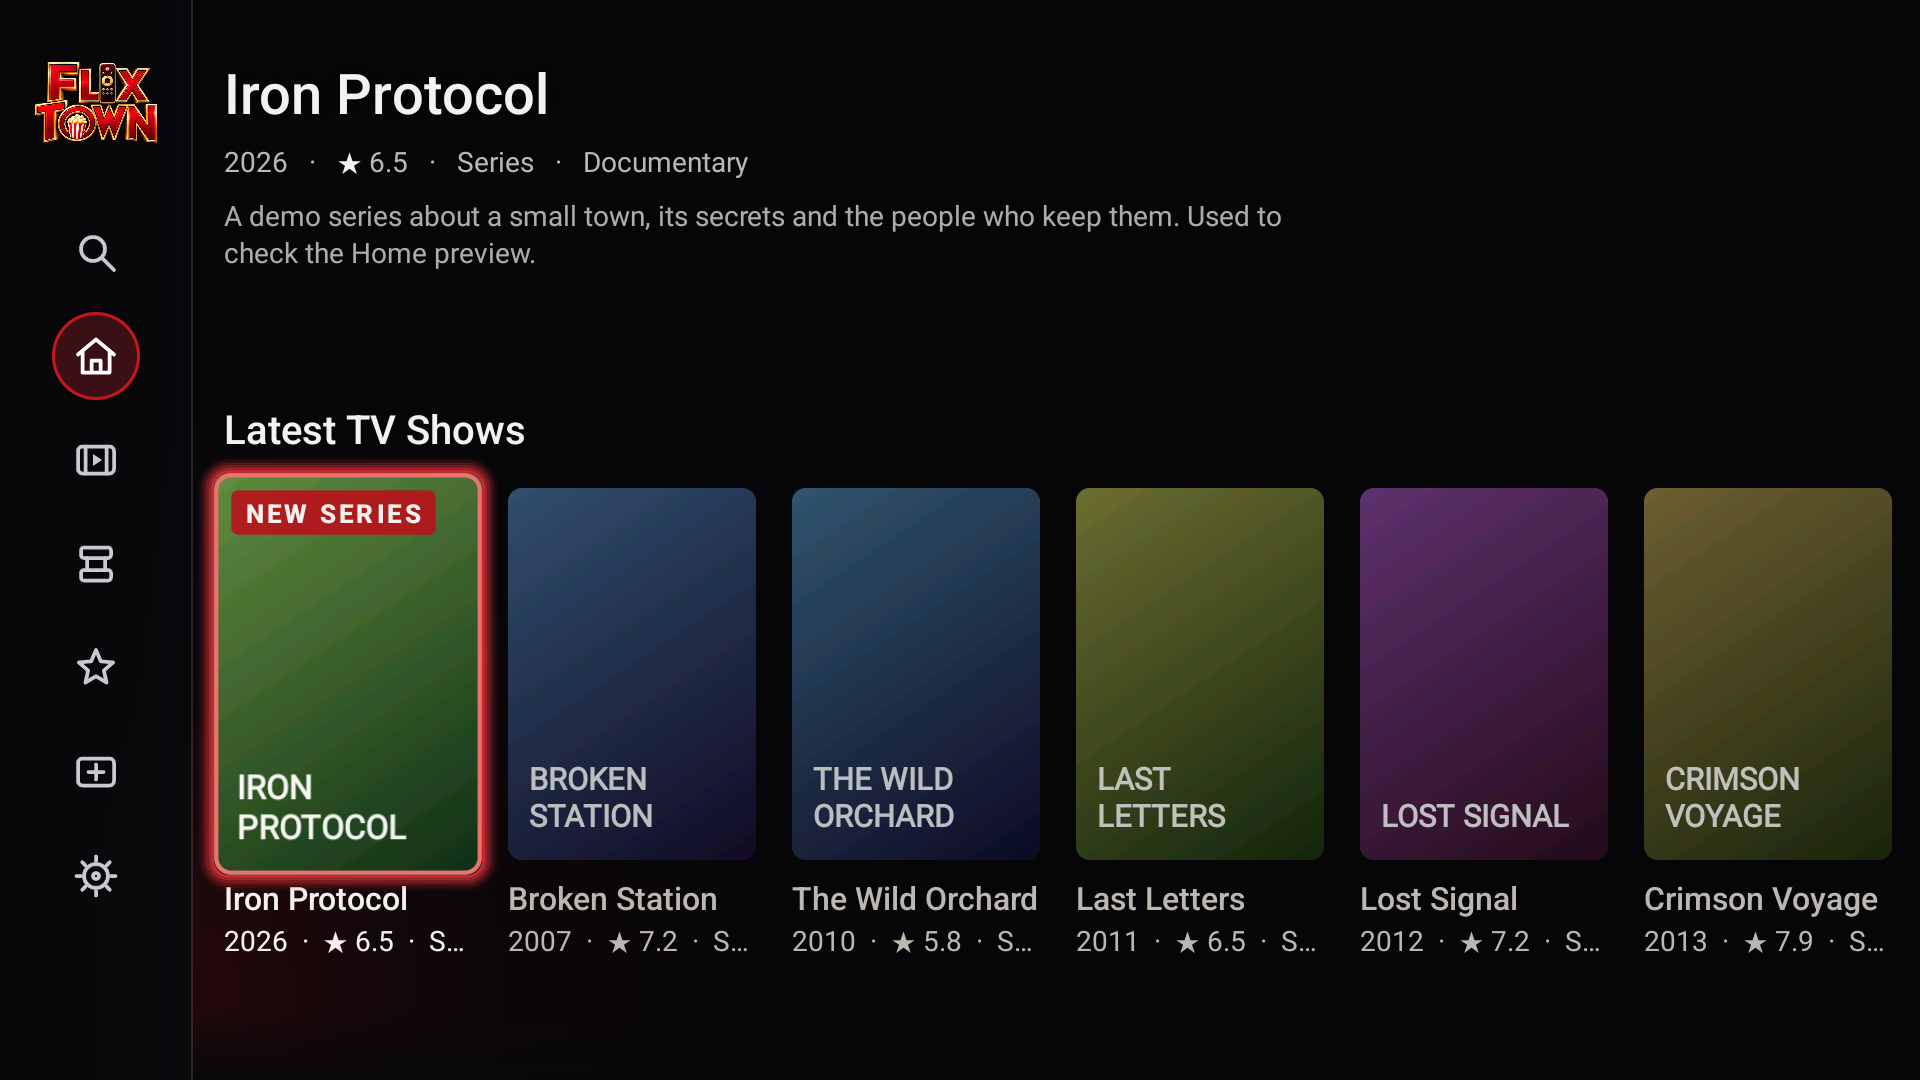 FLIX
TOWN
Iron Protocol
2026 · ★ 6.5 · Series · Documentary
A demo series about a small town, its secrets and the people who keep them. Used to
check the Home preview.
Latest TV Shows
NEW SERIES
IRON
PROTOCOL
BROKEN
STATION
THE WILD
ORCHARD
LAST
LETTERS
LOST SIGNAL
CRIMSON
VOYAGE
Iron Protocol
2026 · ★ 6.5 · S...
Broken Station
2007 · ★ 7.2 · S...
The Wild Orchard
2010 · ★ 5.8 · S...
Last Letters
2011 · ★ 6.5 · S...
Lost Signal
2012 · ★ 7.2 · S...
Crimson Voyage
2013 · ★ 7.9 · S...